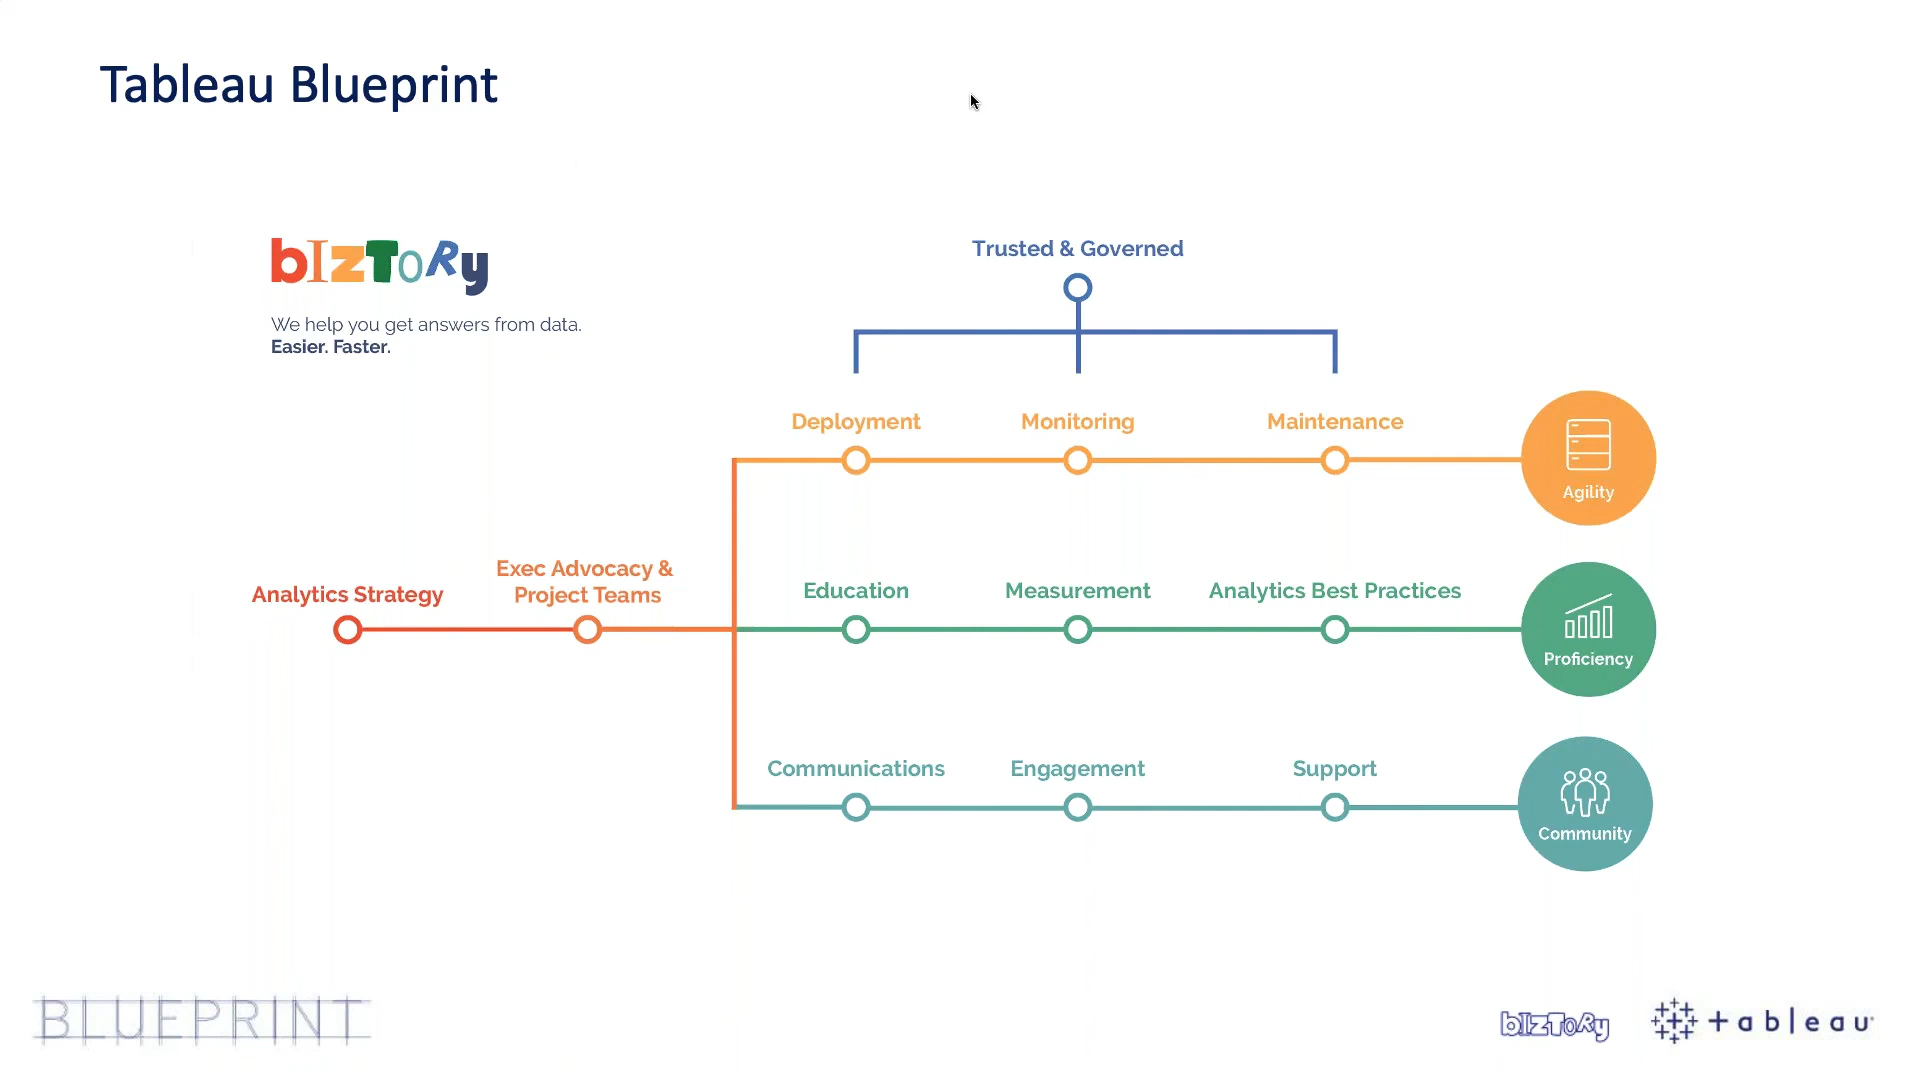 Tableau Blueprint
bIzToRy
We help you get answers from data.
Easier. Faster.
Trusted & Governed
Deployment
Monitoring
Maintenance
Agility
Analytics Strategy
Exec Advocacy &
Project Teams
Education
Measurement
Analytics Best Practices
Proficiency
Communications
Engagement
Support
Community
BLUEPRINT
bIzToRy
tableau